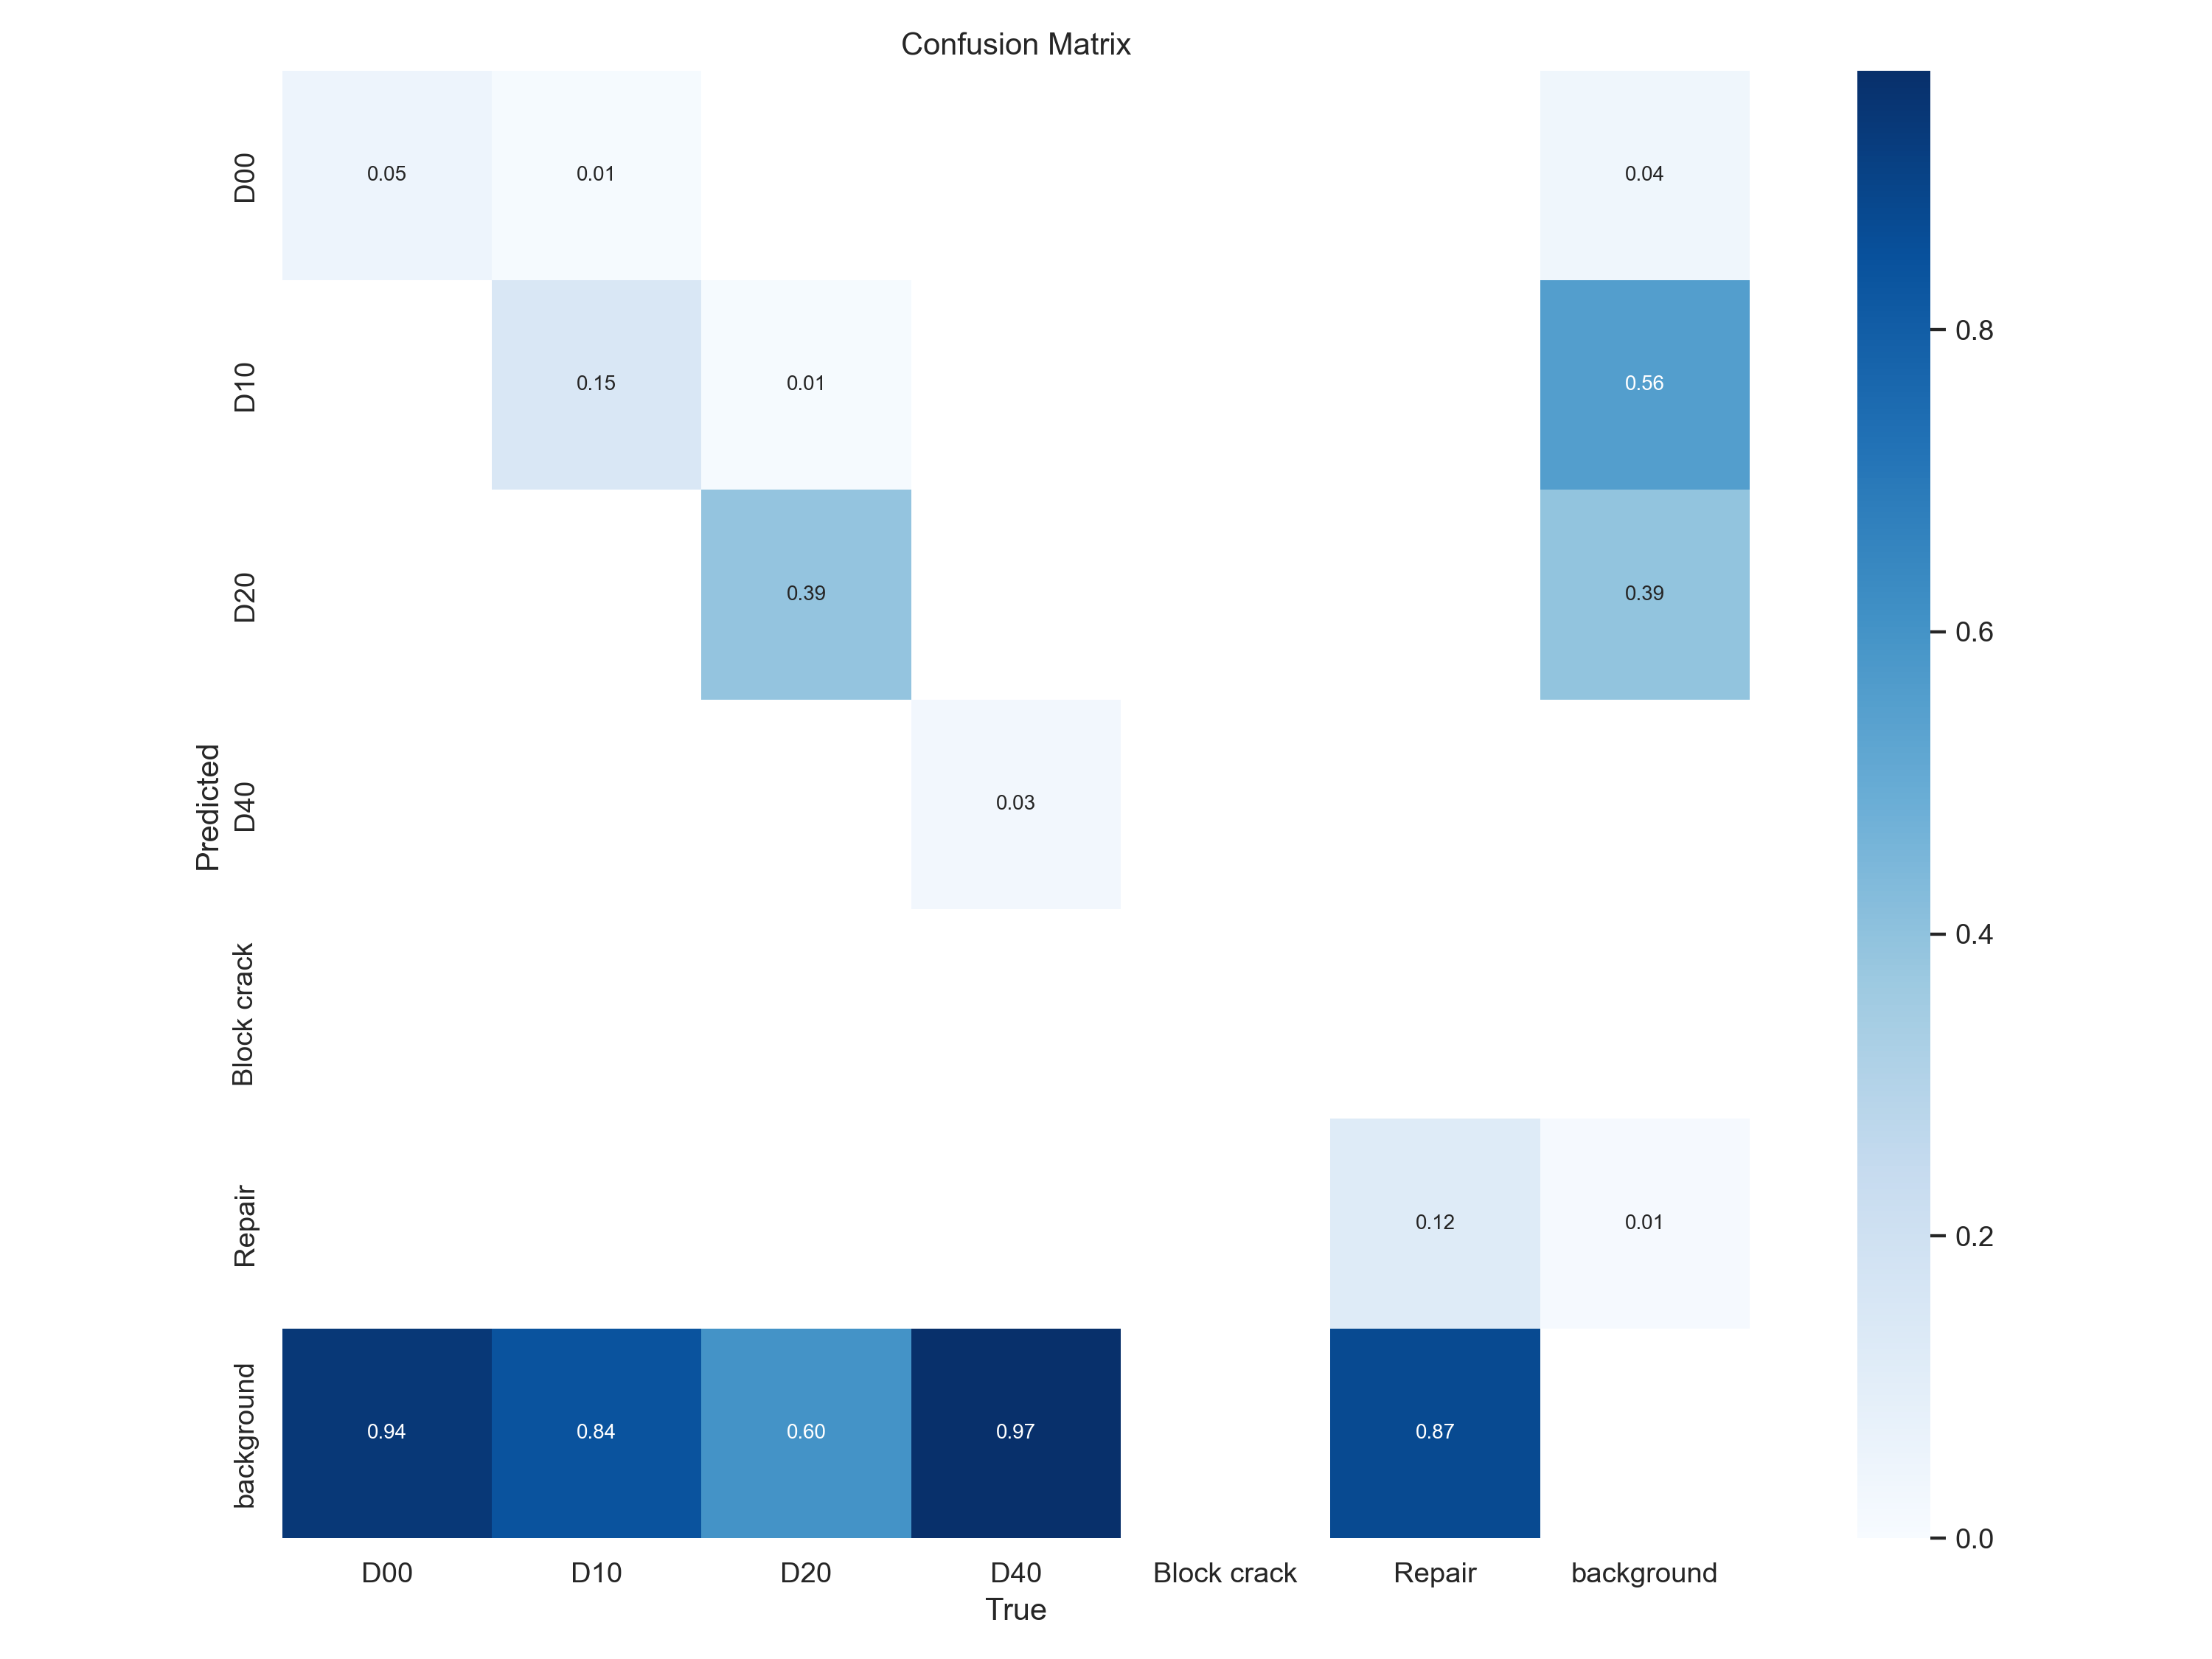 Confusion Matrix
D00
0.05
0.01
0.04
D10
0.15
0.01
0.56
0.8
D20
0.39
0.39
0.6
Predicted
D40
0.03
Block crack
0.4
Repair
0.12
0.01
0.2
background
0.94
0.84
0.60
0.97
0.87
0.0
D00 D10 D20 D40 Block crack Repair background
True